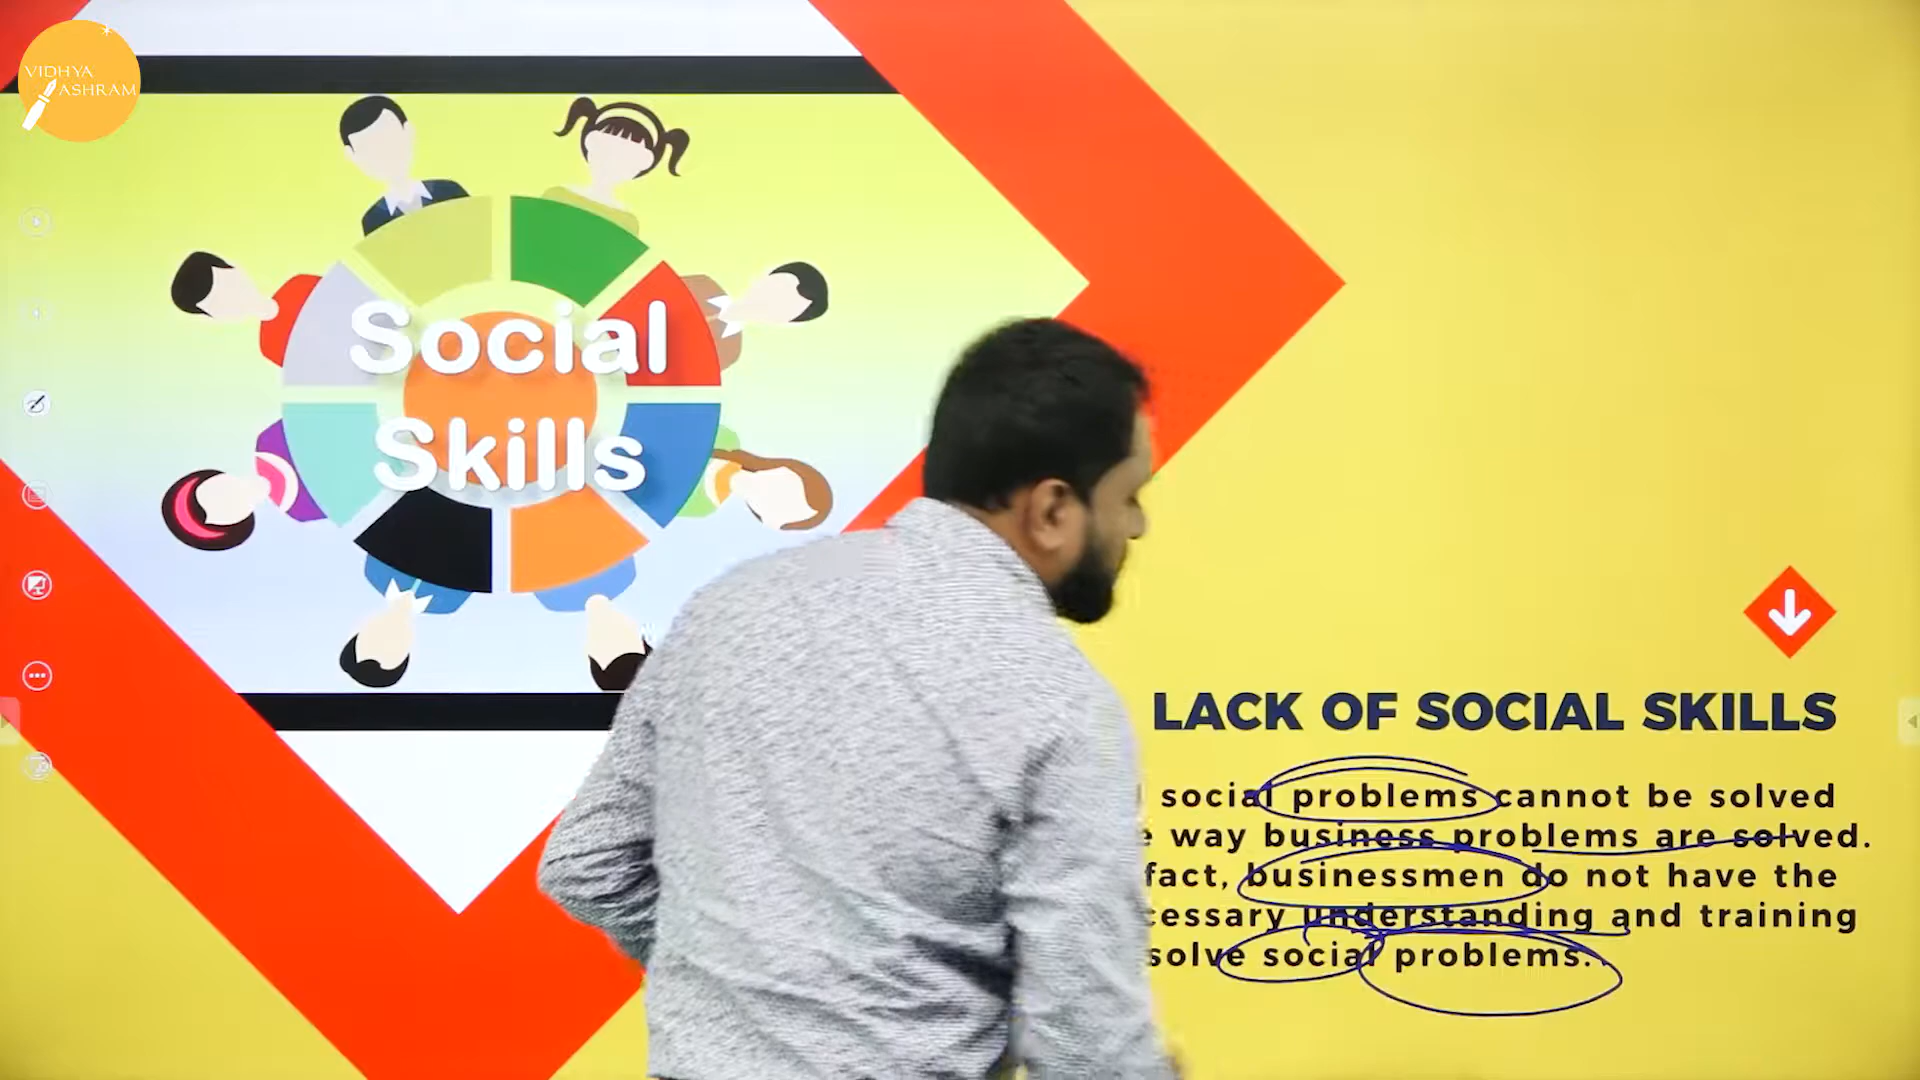 VIDHYA
ASHRAM
Social
Skills
LACK OF SOCIAL SKILLS
social problems cannot be solved
way business problems are solved.
fact, businessmen do not have the
cessary understanding and training
solve social problems.